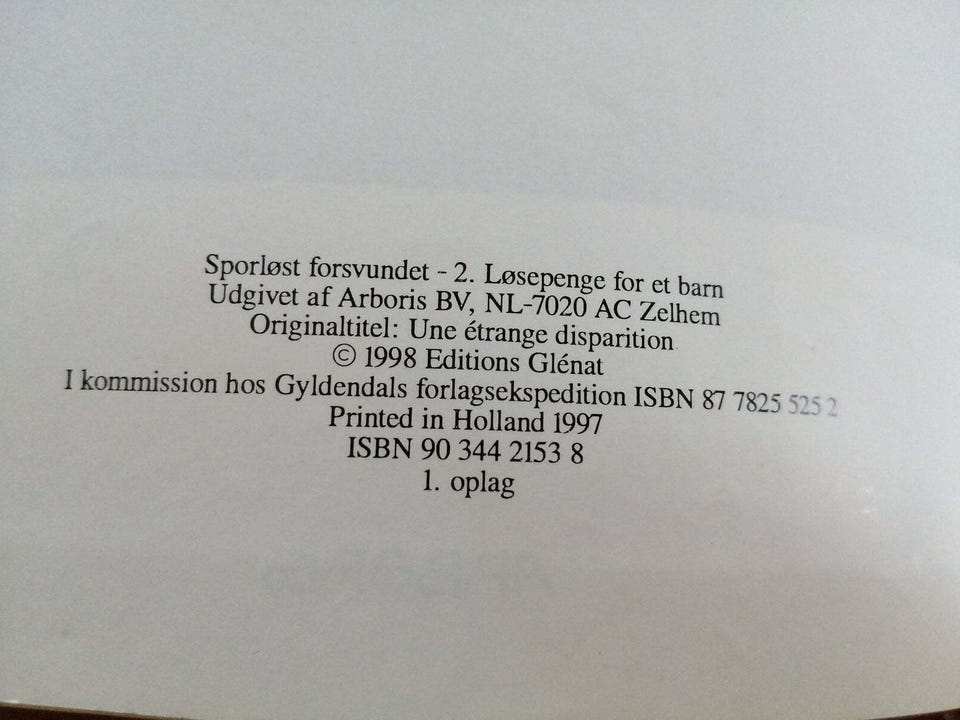 Sporløst forsvundet - 2. Løsepenge for et barn
Udgivet af Arboris BV, NL-7020 AC Zelhem
Originaltitel: Une étrange disparition
© 1998 Editions Glénat
I kommission hos Gyldendals forlagsekspedition ISBN 87 7825 525 2
Printed in Holland 1997
ISBN 90 344 2153 8
1. oplag